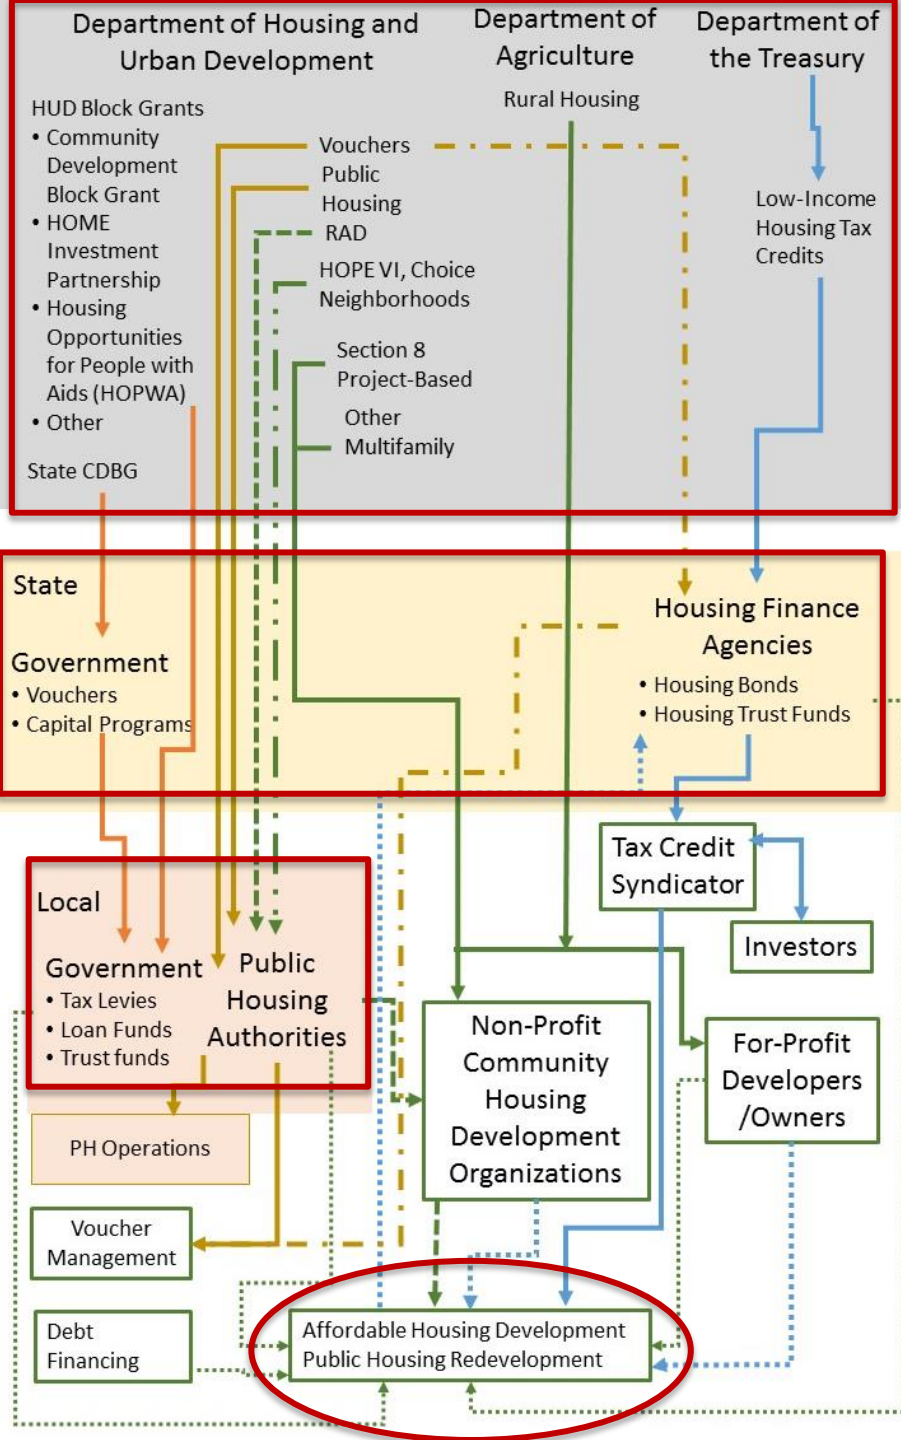 Department of Housing and
Urban Development
Department of
Agriculture
Department of
the Treasury
HUD Block Grants
• Community
Development
Block Grant
• HOME
Investment
Partnership
• Housing
Opportunities
for People with
Aids (HOPWA)
• Other
State CDBG
Vouchers
Public
Housing
RAD
HOPE VI, Choice
Neighborhoods
Section 8
Project-Based
Other
Multifamily
Rural Housing
Low-Income
Housing Tax
Credits
State
Government
• Vouchers
• Capital Programs
Housing Finance
Agencies
• Housing Bonds
• Housing Trust Funds
Tax Credit
Syndicator
Investors
Local
Government
• Tax Levies
• Loan Funds
• Trust funds
Public
Housing
Authorities
Non-Profit
Community
Housing
Development
Organizations
For-Profit
Developers
/Owners
PH Operations
Voucher
Management
Debt
Financing
Affordable Housing Development
Public Housing Redevelopment